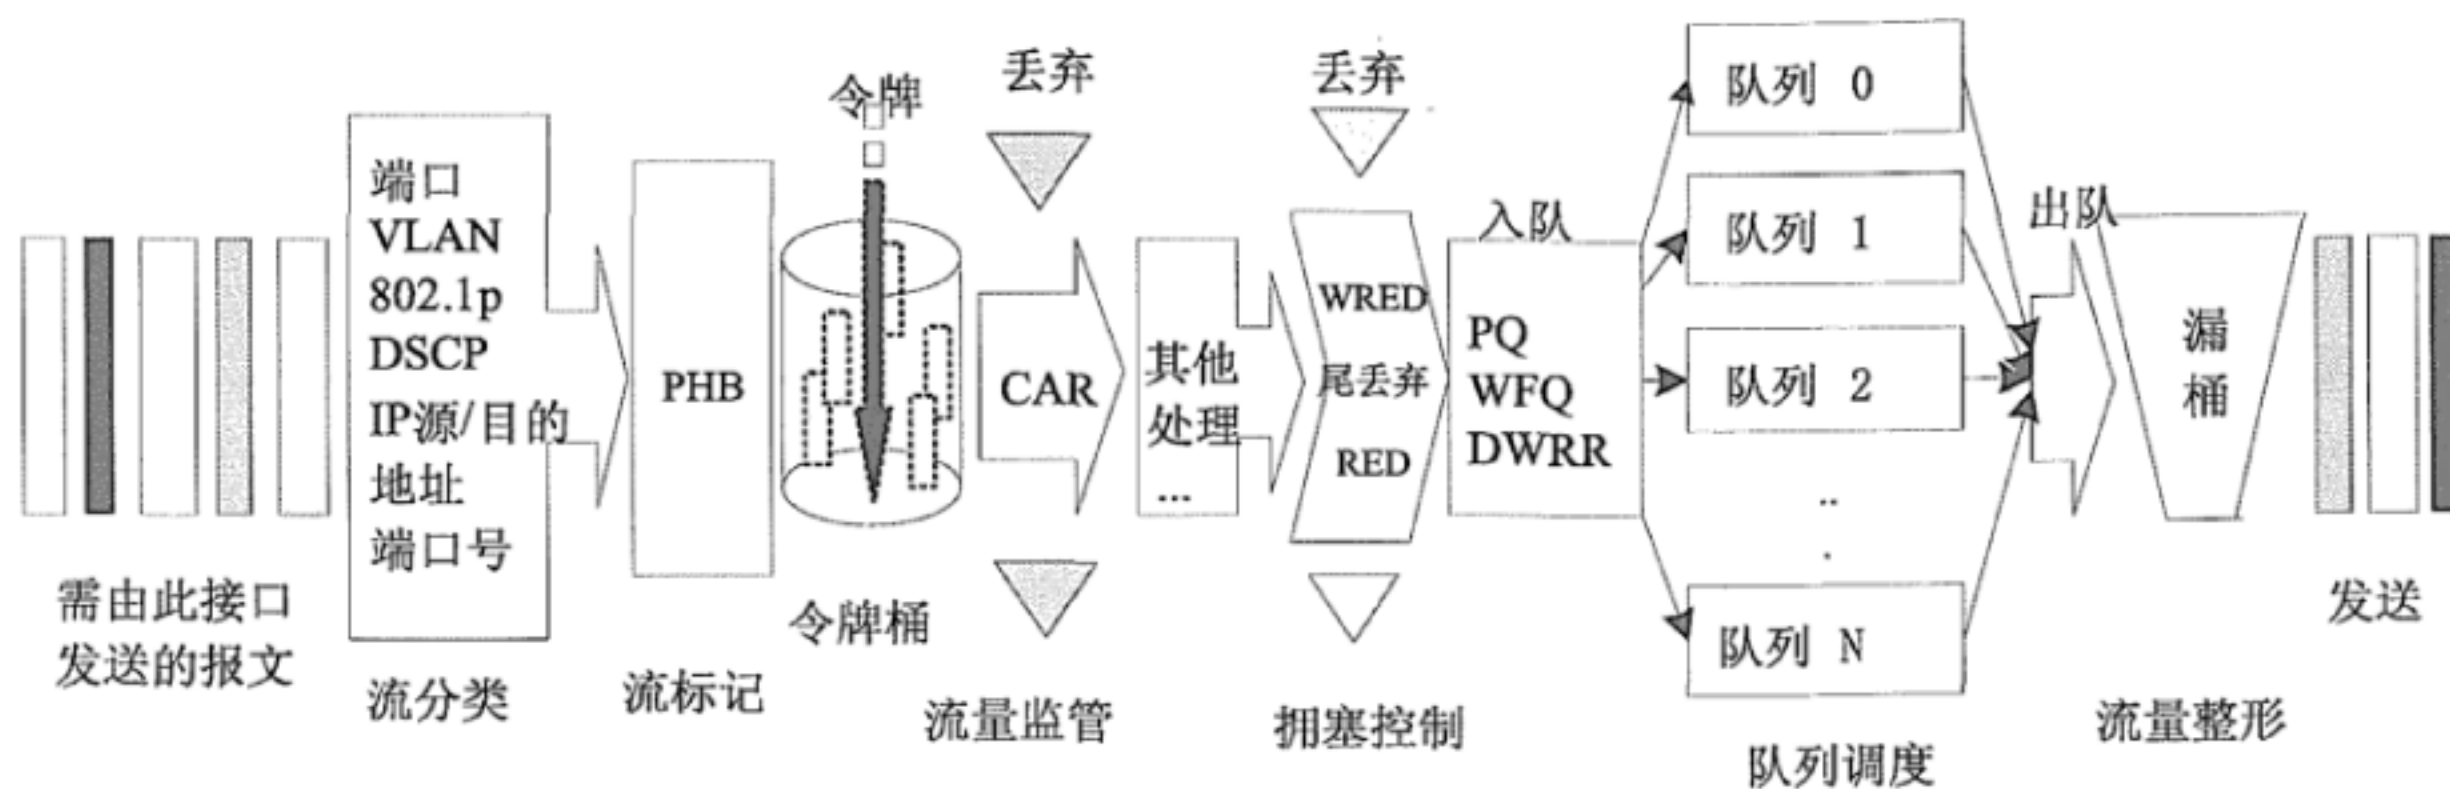 需由此接口
发送的报文
端口
VLAN
802.1p
DSCP
IP源/目的
地址
端口号
流分类
PHB
流标记
令牌
令牌桶
丢弃
CAR
流量监管
其他
处理
...
丢弃
WRED
尾丢弃
RED
拥塞控制
入队
PQ
WFQ
DWRR
队列 0
队列 1
队列 2
..
.
队列 N
队列调度
出队
漏
桶
流量整形
发送